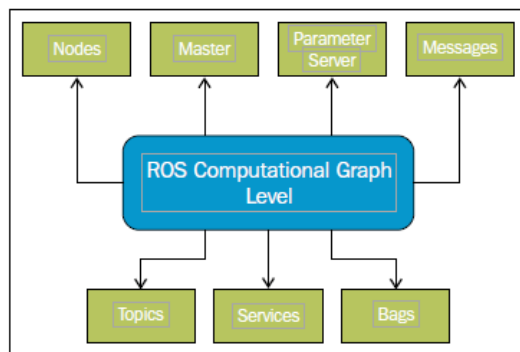 Nodes
Master
Parameter
Server
Messages
ROS Computational Graph
Level
Topics
Services
Bags